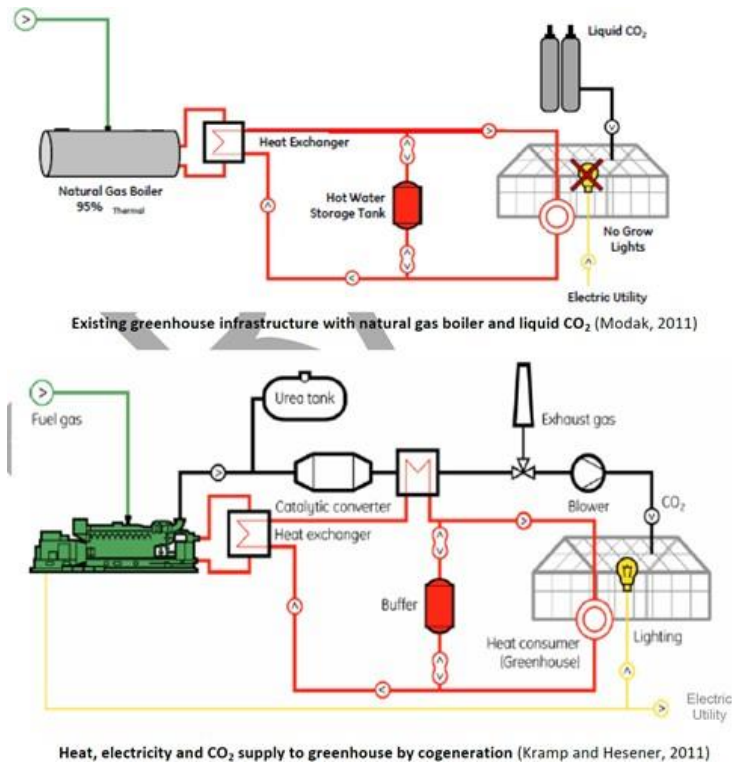 Liquid CO₂
Heat Exchanger
Natural Gas Boiler
95% Thermal
Hot Water
Storage Tank
No Grow
Lights
Electric Utility
Existing greenhouse infrastructure with natural gas boiler and liquid CO₂ (Modak, 2011)
Urea tank
Fuel gas
Exhaust gas
Catalytic converter
Blower
CO₂
Heat exchanger
Buffer
Heat consumer
(Greenhouse)
Lighting
Electric
Utility
Heat, electricity and CO₂ supply to greenhouse by cogeneration (Kramp and Hesener, 2011)